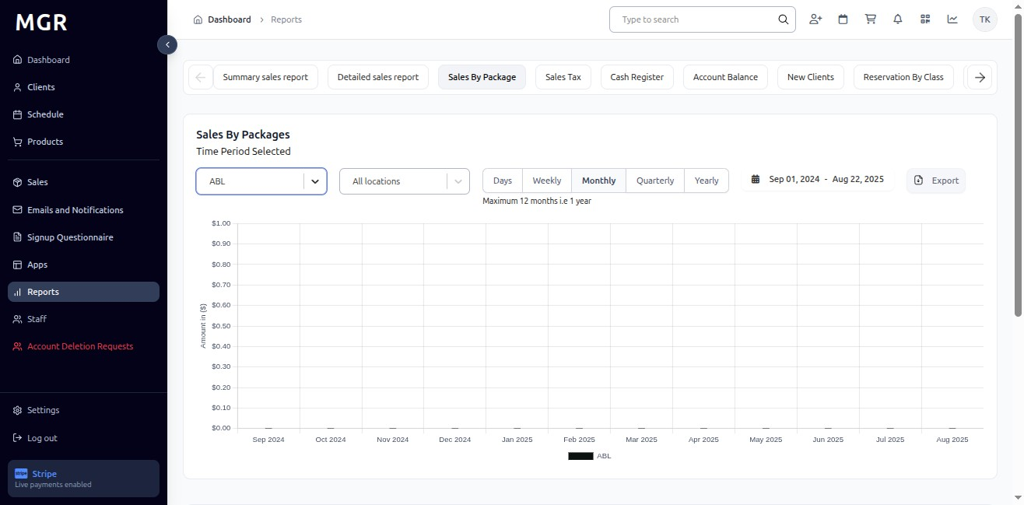 MGR
Dashboard
Clients
Schedule
Products
Sales
Emails and Notifications
Signup Questionnaire
Apps
Reports
Staff
Account Deletion Requests
Settings
Log out
Stripe
Live payments enabled
Dashboard > Reports
Type to search
TK
Summary sales report
Detailed sales report
Sales By Package
Sales Tax
Cash Register
Account Balance
New Clients
Reservation By Class
Sales By Packages
Time Period Selected
ABL
All locations
Days
Weekly
Monthly
Quarterly
Yearly
Maximum 12 months i.e 1 year
Sep 01, 2024 - Aug 22, 2025
Export
Amount in ($)
$1.00
$0.90
$0.80
$0.70
$0.60
$0.50
$0.40
$0.30
$0.20
$0.10
$0.00
Sep 2024 Oct 2024 Nov 2024 Dec 2024 Jan 2025 Feb 2025 Mar 2025 Apr 2025 May 2025 Jun 2025 Jul 2025 Aug 2025
ABL